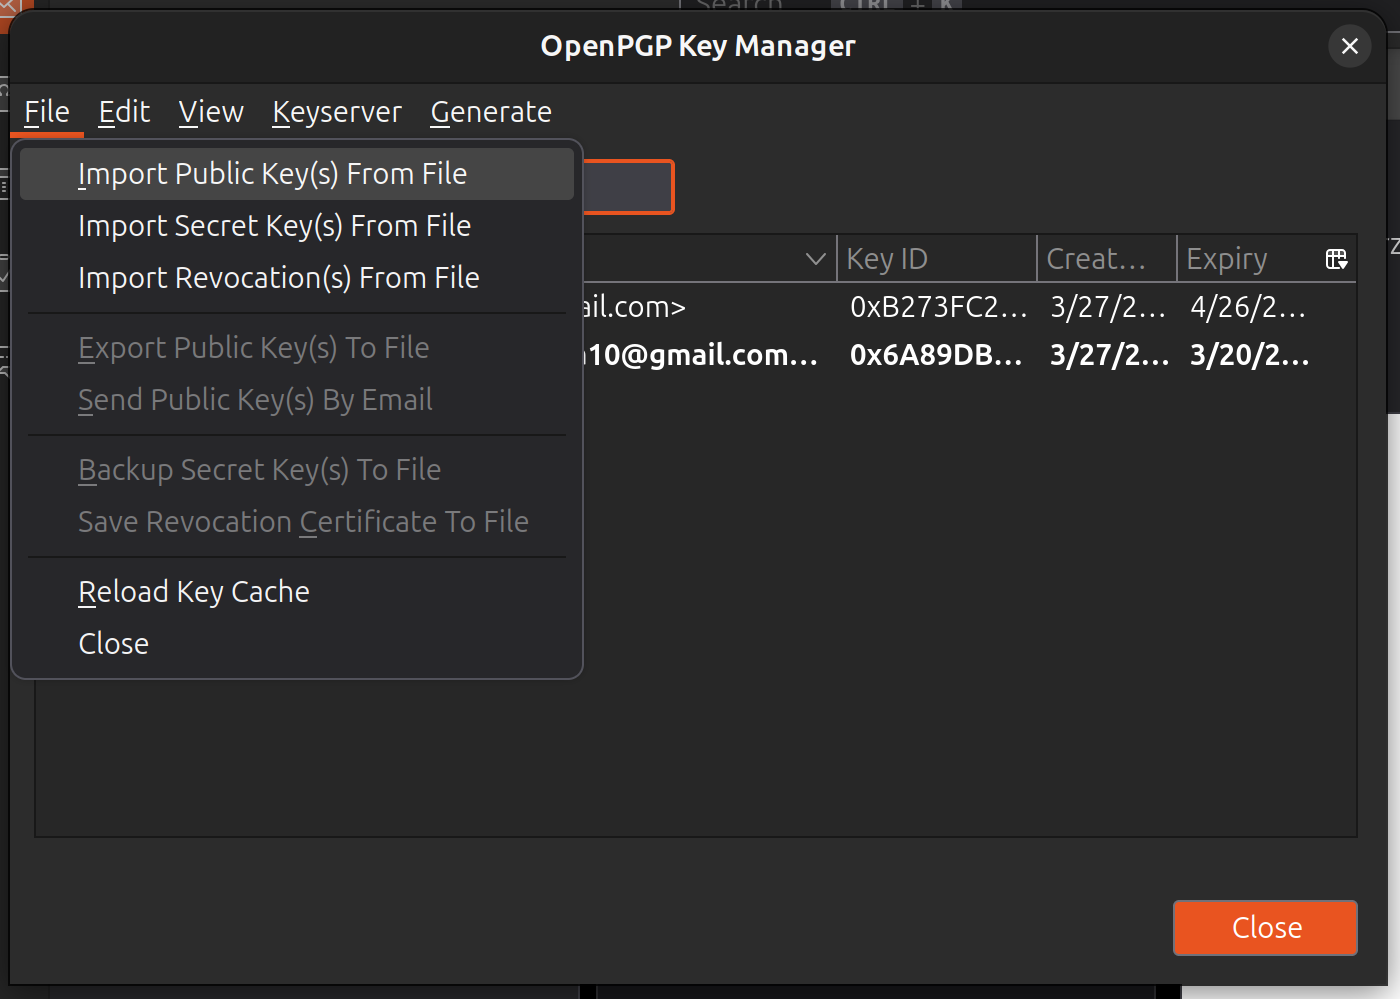 Search CTRL + K
OpenPGP Key Manager
File Edit View Keyserver Generate
Import Public Key(s) From File
Import Secret Key(s) From File
Import Revocation(s) From File
Export Public Key(s) To File
Send Public Key(s) By Email
Backup Secret Key(s) To File
Save Revocation Certificate To File
Reload Key Cache
Close
Key ID Creat... Expiry
ail.com> 0xB273FC2... 3/27/2... 4/26/2...
10@gmail.com... 0x6A89DB... 3/27/2... 3/20/2...
Close